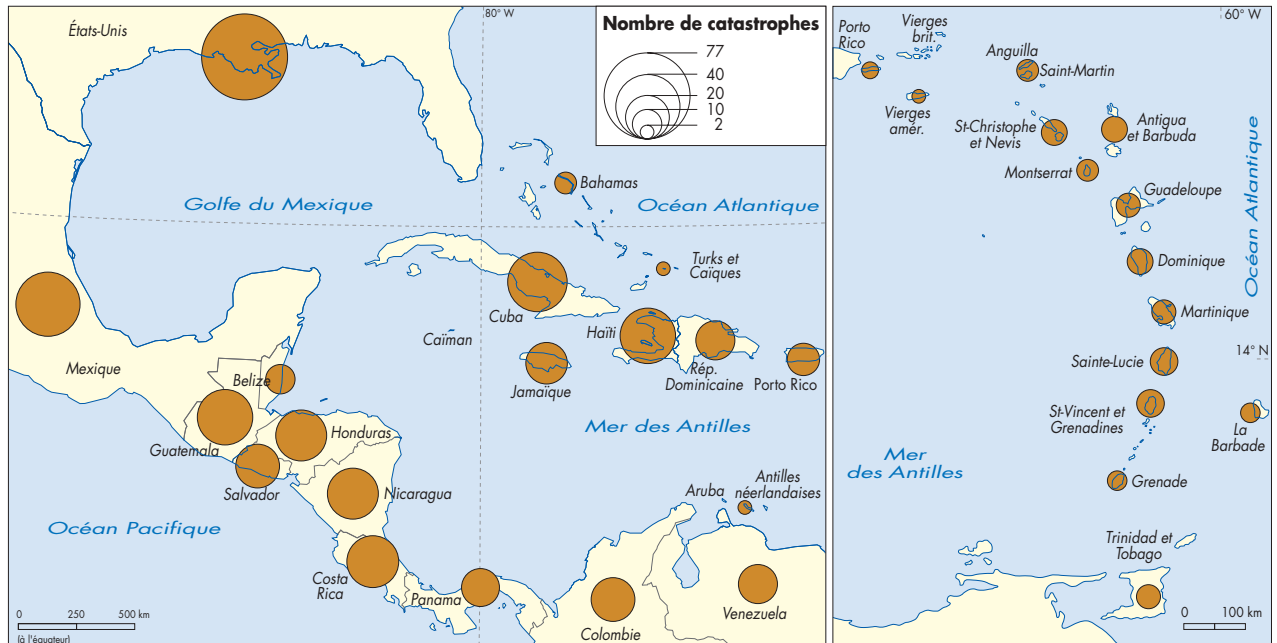 États-Unis
80° W
Nombre de catastrophes
77
40
20
10
2
Bahamas
Golfe du Mexique
Océan Atlantique
Turks et
Caïques
Cuba
Haïti
Caïman
Rép.
Dominicaine
Porto Rico
Jamaïque
Mexique
Belize
Mer des Antilles
Honduras
Guatemala
Salvador
Nicaragua
Aruba
Antilles
néerlandaises
Océan Pacifique
Costa
Rica
Panama
Colombie
Venezuela
0 250 500 km
(à l'équateur)
60° W
Porto
Rico
Vierges
brit.
Anguilla
Saint-Martin
Vierges
amér.
St-Christophe
et Nevis
Antigua
et Barbuda
Montserrat
Guadeloupe
Océan Atlantique
Dominique
Martinique
Sainte-Lucie
14° N
St-Vincent et
Grenadines
La
Barbade
Mer
des Antilles
Grenade
Trinidad et
Tobago
0 100 km